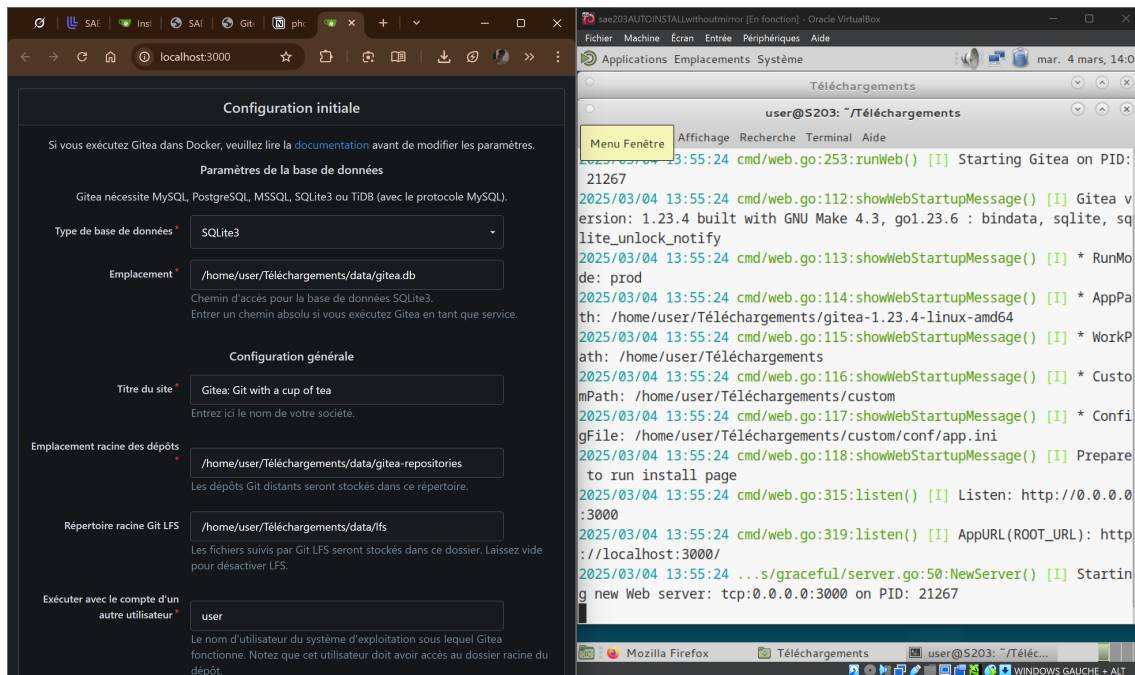 SAÉ
Inst
SAÉ
Gite
pho
localhost:3000
Configuration initiale
Si vous exécutez Gitea dans Docker, veuillez lire la documentation avant de modifier les paramètres.
Paramètres de la base de données
Gitea nécessite MySQL, PostgreSQL, MSSQL, SQLite3 ou TiDB (avec le protocole MySQL).
Type de base de données *
SQLite3
Emplacement *
/home/user/Téléchargements/data/gitea.db
Chemin d'accès pour la base de données SQLite3.
Entrer un chemin absolu si vous exécutez Gitea en tant que service.
Configuration générale
Titre du site *
Gitea: Git with a cup of tea
Entrez ici le nom de votre société.
Emplacement racine des dépôts
*
/home/user/Téléchargements/data/gitea-repositories
Les dépôts Git distants seront stockés dans ce répertoire.
Répertoire racine Git LFS
/home/user/Téléchargements/data/lfs
Les fichiers suivis par Git LFS seront stockés dans ce dossier. Laissez vide
pour désactiver LFS.
Exécuter avec le compte d'un
autre utilisateur *
user
Le nom d'utilisateur du système d'exploitation sous lequel Gitea
fonctionne. Notez que cet utilisateur doit avoir accès au dossier racine du
dépôt.
sae203AUTOINSTALLwithoutmirror [En fonction] - Oracle VirtualBox
Fichier Machine Écran Entrée Périphériques Aide
Applications Emplacements Système
mar. 4 mars, 14:0
Téléchargements
user@S203: ~/Téléchargements
Menu Fenêtre
Affichage Recherche Terminal Aide
2025/03/04 13:55:24 cmd/web.go:253:runWeb() [I] Starting Gitea on PID:
21267
2025/03/04 13:55:24 cmd/web.go:112:showWebStartupMessage() [I] Gitea v
ersion: 1.23.4 built with GNU Make 4.3, go1.23.6 : bindata, sqlite, sq
lite_unlock_notify
2025/03/04 13:55:24 cmd/web.go:113:showWebStartupMessage() [I] * RunMo
de: prod
2025/03/04 13:55:24 cmd/web.go:114:showWebStartupMessage() [I] * AppPa
th: /home/user/Téléchargements/gitea-1.23.4-linux-amd64
2025/03/04 13:55:24 cmd/web.go:115:showWebStartupMessage() [I] * WorkP
ath: /home/user/Téléchargements
2025/03/04 13:55:24 cmd/web.go:116:showWebStartupMessage() [I] * Custo
mPath: /home/user/Téléchargements/custom
2025/03/04 13:55:24 cmd/web.go:117:showWebStartupMessage() [I] * Confi
gFile: /home/user/Téléchargements/custom/conf/app.ini
2025/03/04 13:55:24 cmd/web.go:118:showWebStartupMessage() [I] Prepare
to run install page
2025/03/04 13:55:24 cmd/web.go:315:listen() [I] Listen: http://0.0.0.0
:3000
2025/03/04 13:55:24 cmd/web.go:319:listen() [I] AppURL(ROOT_URL): http
://localhost:3000/
2025/03/04 13:55:24 ...s/graceful/server.go:50:NewServer() [I] Startin
g new Web server: tcp:0.0.0.0:3000 on PID: 21267
Mozilla Firefox
Téléchargements
user@S203: ~/Téléc...
WINDOWS GAUCHE + ALT